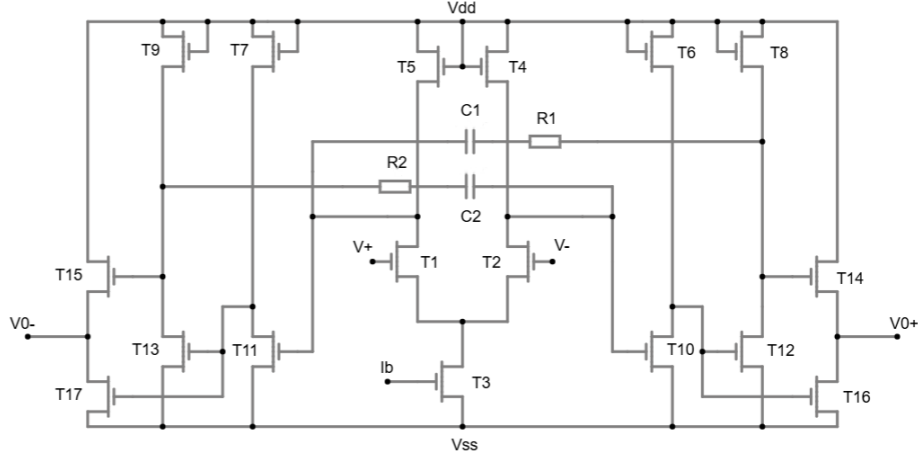 Vdd
T9
T7
T5
T4
T6
T8
C1
R1
R2
C2
V+
V-
T15
T1
T2
T14
V0-
V0+
T13
T11
T10
T12
Ib
T3
T17
T16
Vss